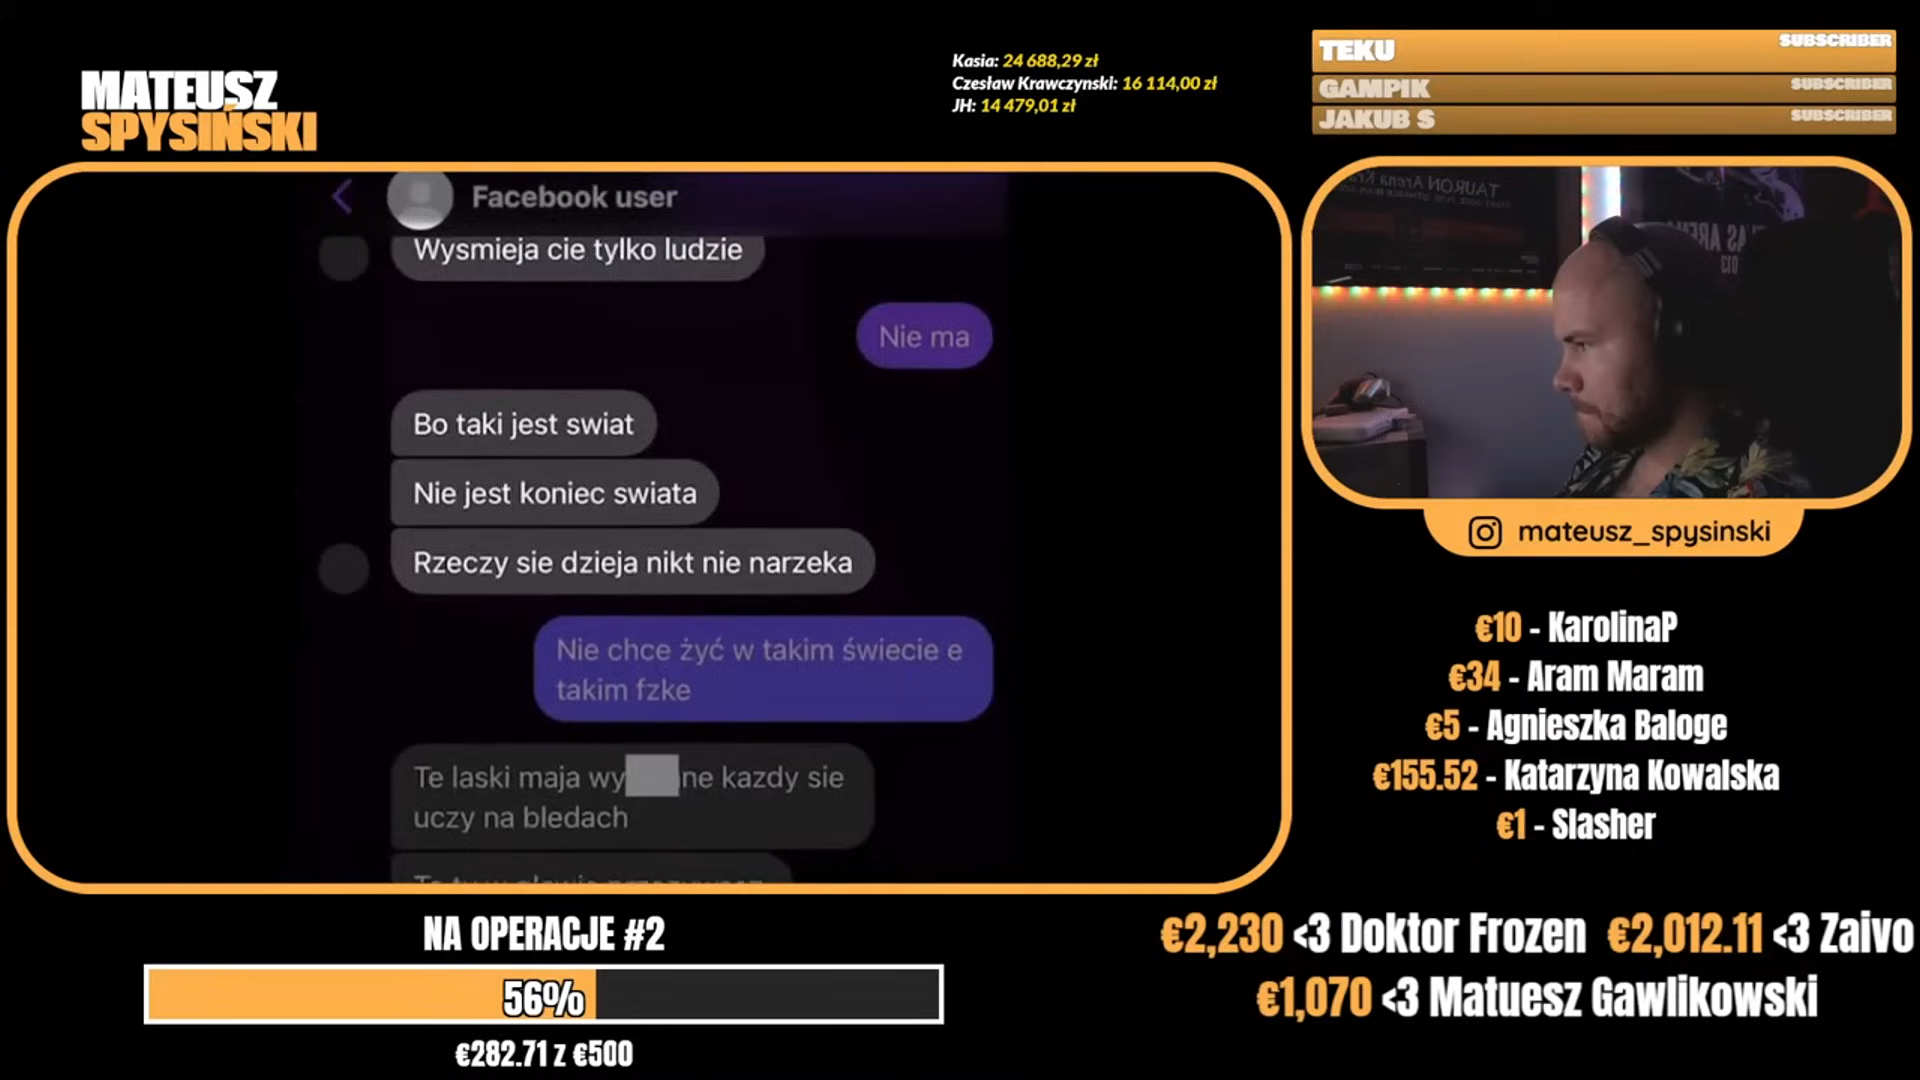 MATEUSZ
SPYSIŃSKI
Kasia: 24 688,29 zł
Czesław Krawczynski: 16 114,00 zł
JH: 14 479,01 zł
TEKU SUBSCRIBER
GAMPIK SUBSCRIBER
JAKUB S SUBSCRIBER
Facebook user
Wysmieja cie tylko ludzie
Nie ma
Bo taki jest swiat
Nie jest koniec swiata
Rzeczy sie dzieja nikt nie narzeka
Nie chce żyć w takim świecie e
takim fzke
Te laski maja wy ne kazdy sie
uczy na bledach
TAURON Arena
mateusz_spysinski
€10 - KarolinaP
€34 - Aram Maram
€5 - Agnieszka Baloge
€155.52 - Katarzyna Kowalska
€1 - Slasher
NA OPERACJE #2
56%
€282.71 z €500
€2,230 <3 Doktor Frozen €2,012.11 <3 Zaivo
€1,070 <3 Matuesz Gawlikowski